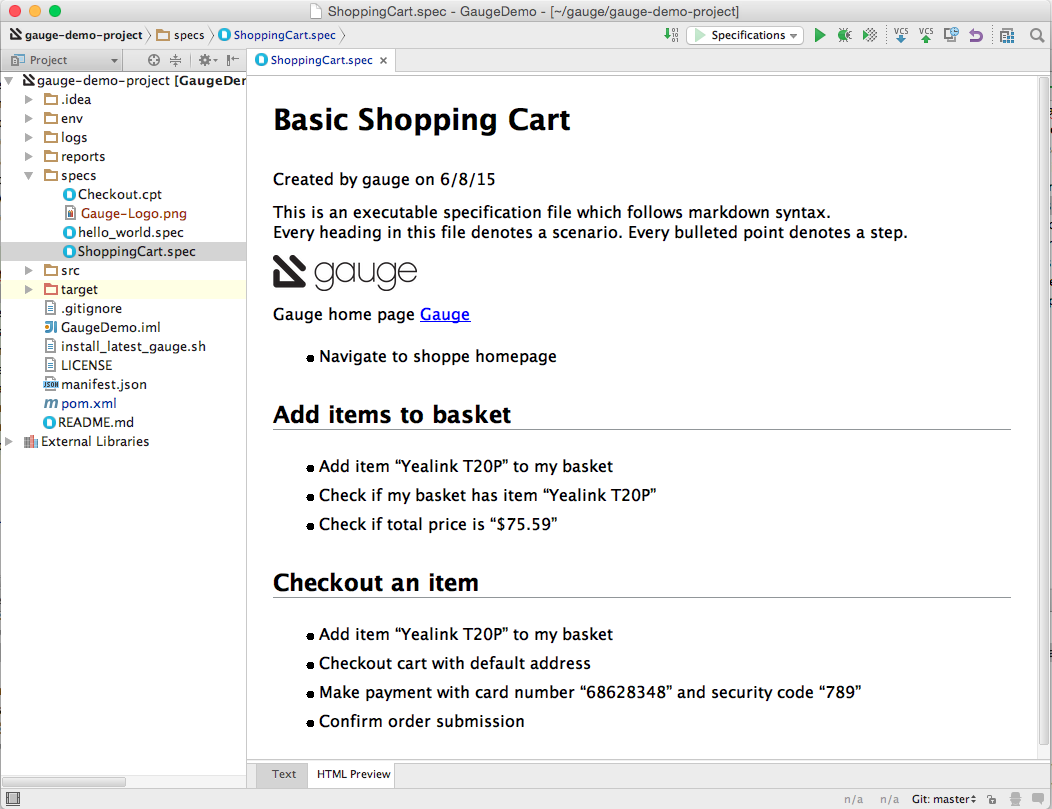 ShoppingCart.spec - GaugeDemo - [~/gauge/gauge-demo-project]
gauge-demo-project specs ShoppingCart.spec
Specifications
VCS VCS
Project
ShoppingCart.spec
gauge-demo-project [GaugeDer
.idea
env
logs
reports
specs
Checkout.cpt
Gauge-Logo.png
hello_world.spec
ShoppingCart.spec
src
target
.gitignore
GaugeDemo.iml
install_latest_gauge.sh
LICENSE
manifest.json
pom.xml
README.md
External Libraries
Basic Shopping Cart
Created by gauge on 6/8/15
This is an executable specification file which follows markdown syntax.
Every heading in this file denotes a scenario. Every bulleted point denotes a step.
gauge
Gauge home page Gauge
• Navigate to shoppe homepage
Add items to basket
• Add item “Yealink T20P” to my basket
• Check if my basket has item “Yealink T20P”
• Check if total price is “$75.59”
Checkout an item
• Add item “Yealink T20P” to my basket
• Checkout cart with default address
• Make payment with card number “68628348” and security code “789”
• Confirm order submission
Text HTML Preview
n/a n/a Git: master